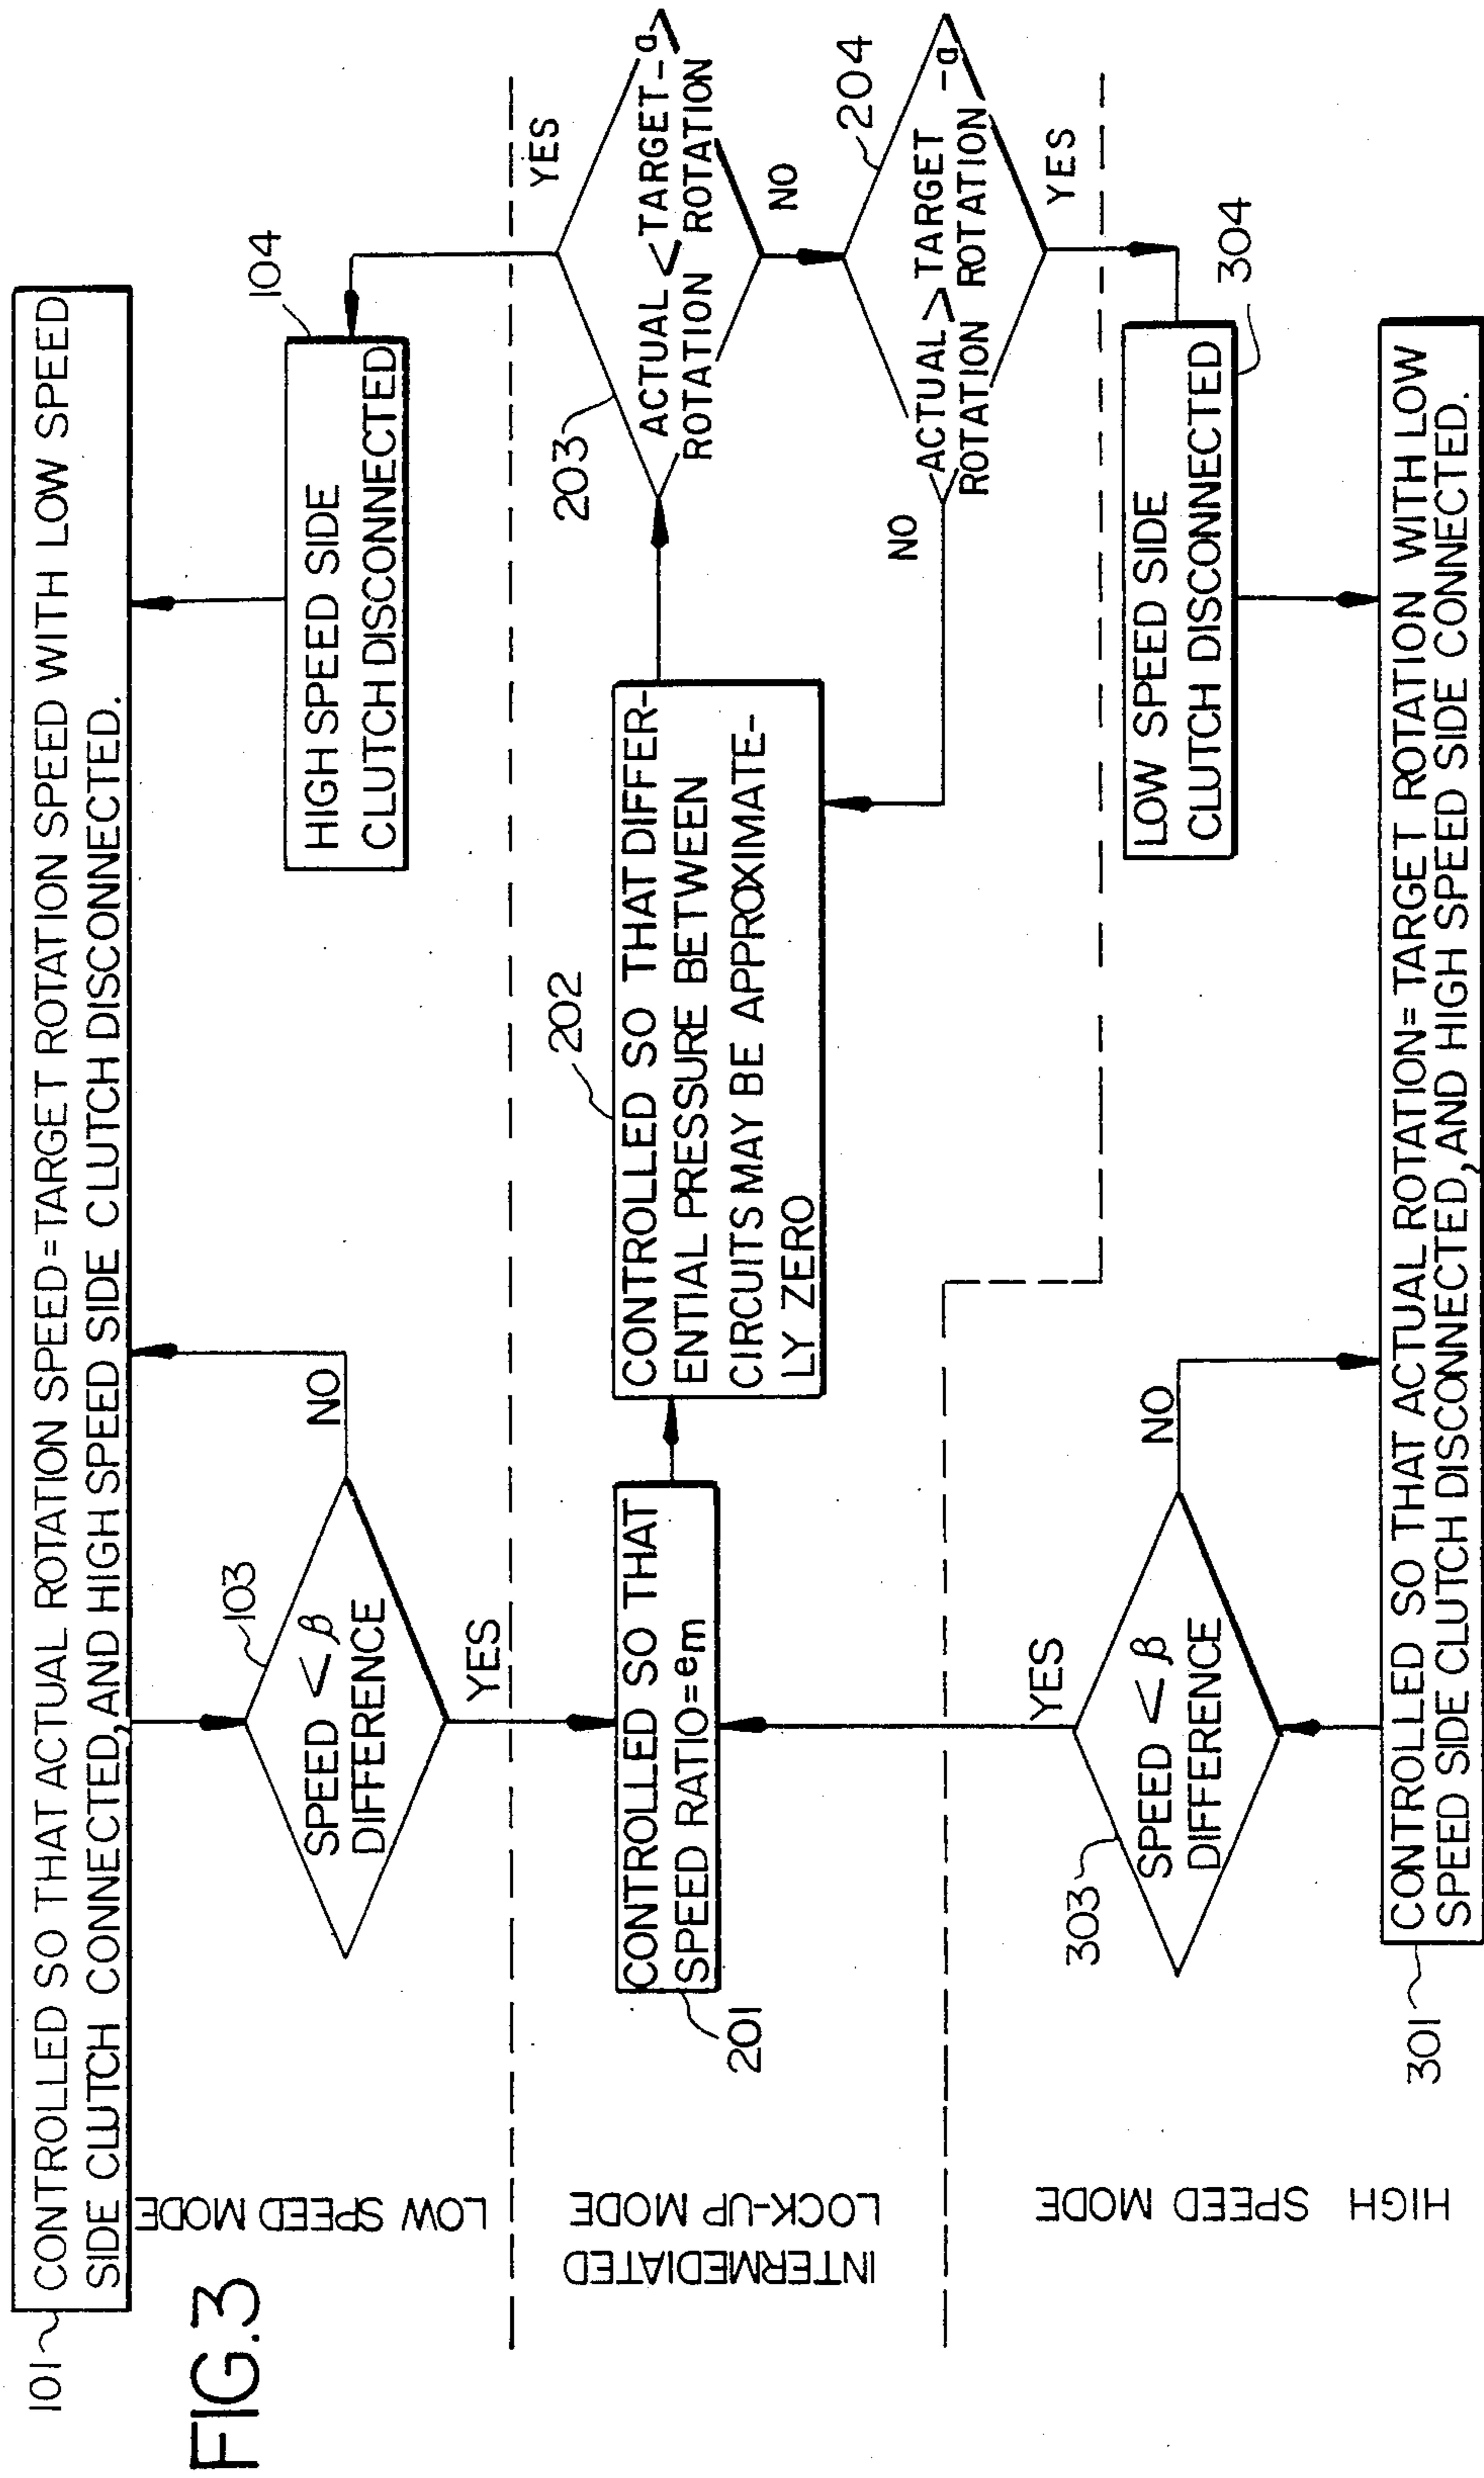 FIG.3
101
CONTROLLED SO THAT ACTUAL ROTATION SPEED=TARGET ROTATION SPEED WITH LOW SPEED
SIDE CLUTCH CONNECTED, AND HIGH SPEED SIDE CLUTCH DISCONNECTED.
LOW SPEED MODE
103
SPEED < β
DIFFERENCE
NO
YES
104
HIGH SPEED SIDE
CLUTCH DISCONNECTED
YES
INTERMEDIATED
LOCK-UP MODE
201
CONTROLLED SO THAT
SPEED RATIO=em
202
CONTROLLED SO THAT DIFFER-
ENTIAL PRESSURE BETWEEN
CIRCUITS MAY BE APPROXIMATE-
LY ZERO
203
ACTUAL < TARGET -a
ROTATION ROTATION
NO
204
ACTUAL > TARGET -a
ROTATION ROTATION
NO
YES
HIGH SPEED MODE
YES
303
SPEED < β
DIFFERENCE
NO
LOW SPEED SIDE
CLUTCH DISCONNECTED
304
301
CONTROLLED SO THAT ACTUAL ROTATION=TARGET ROTATION WITH LOW
SPEED SIDE CLUTCH DISCONNECTED, AND HIGH SPEED SIDE CONNECTED.